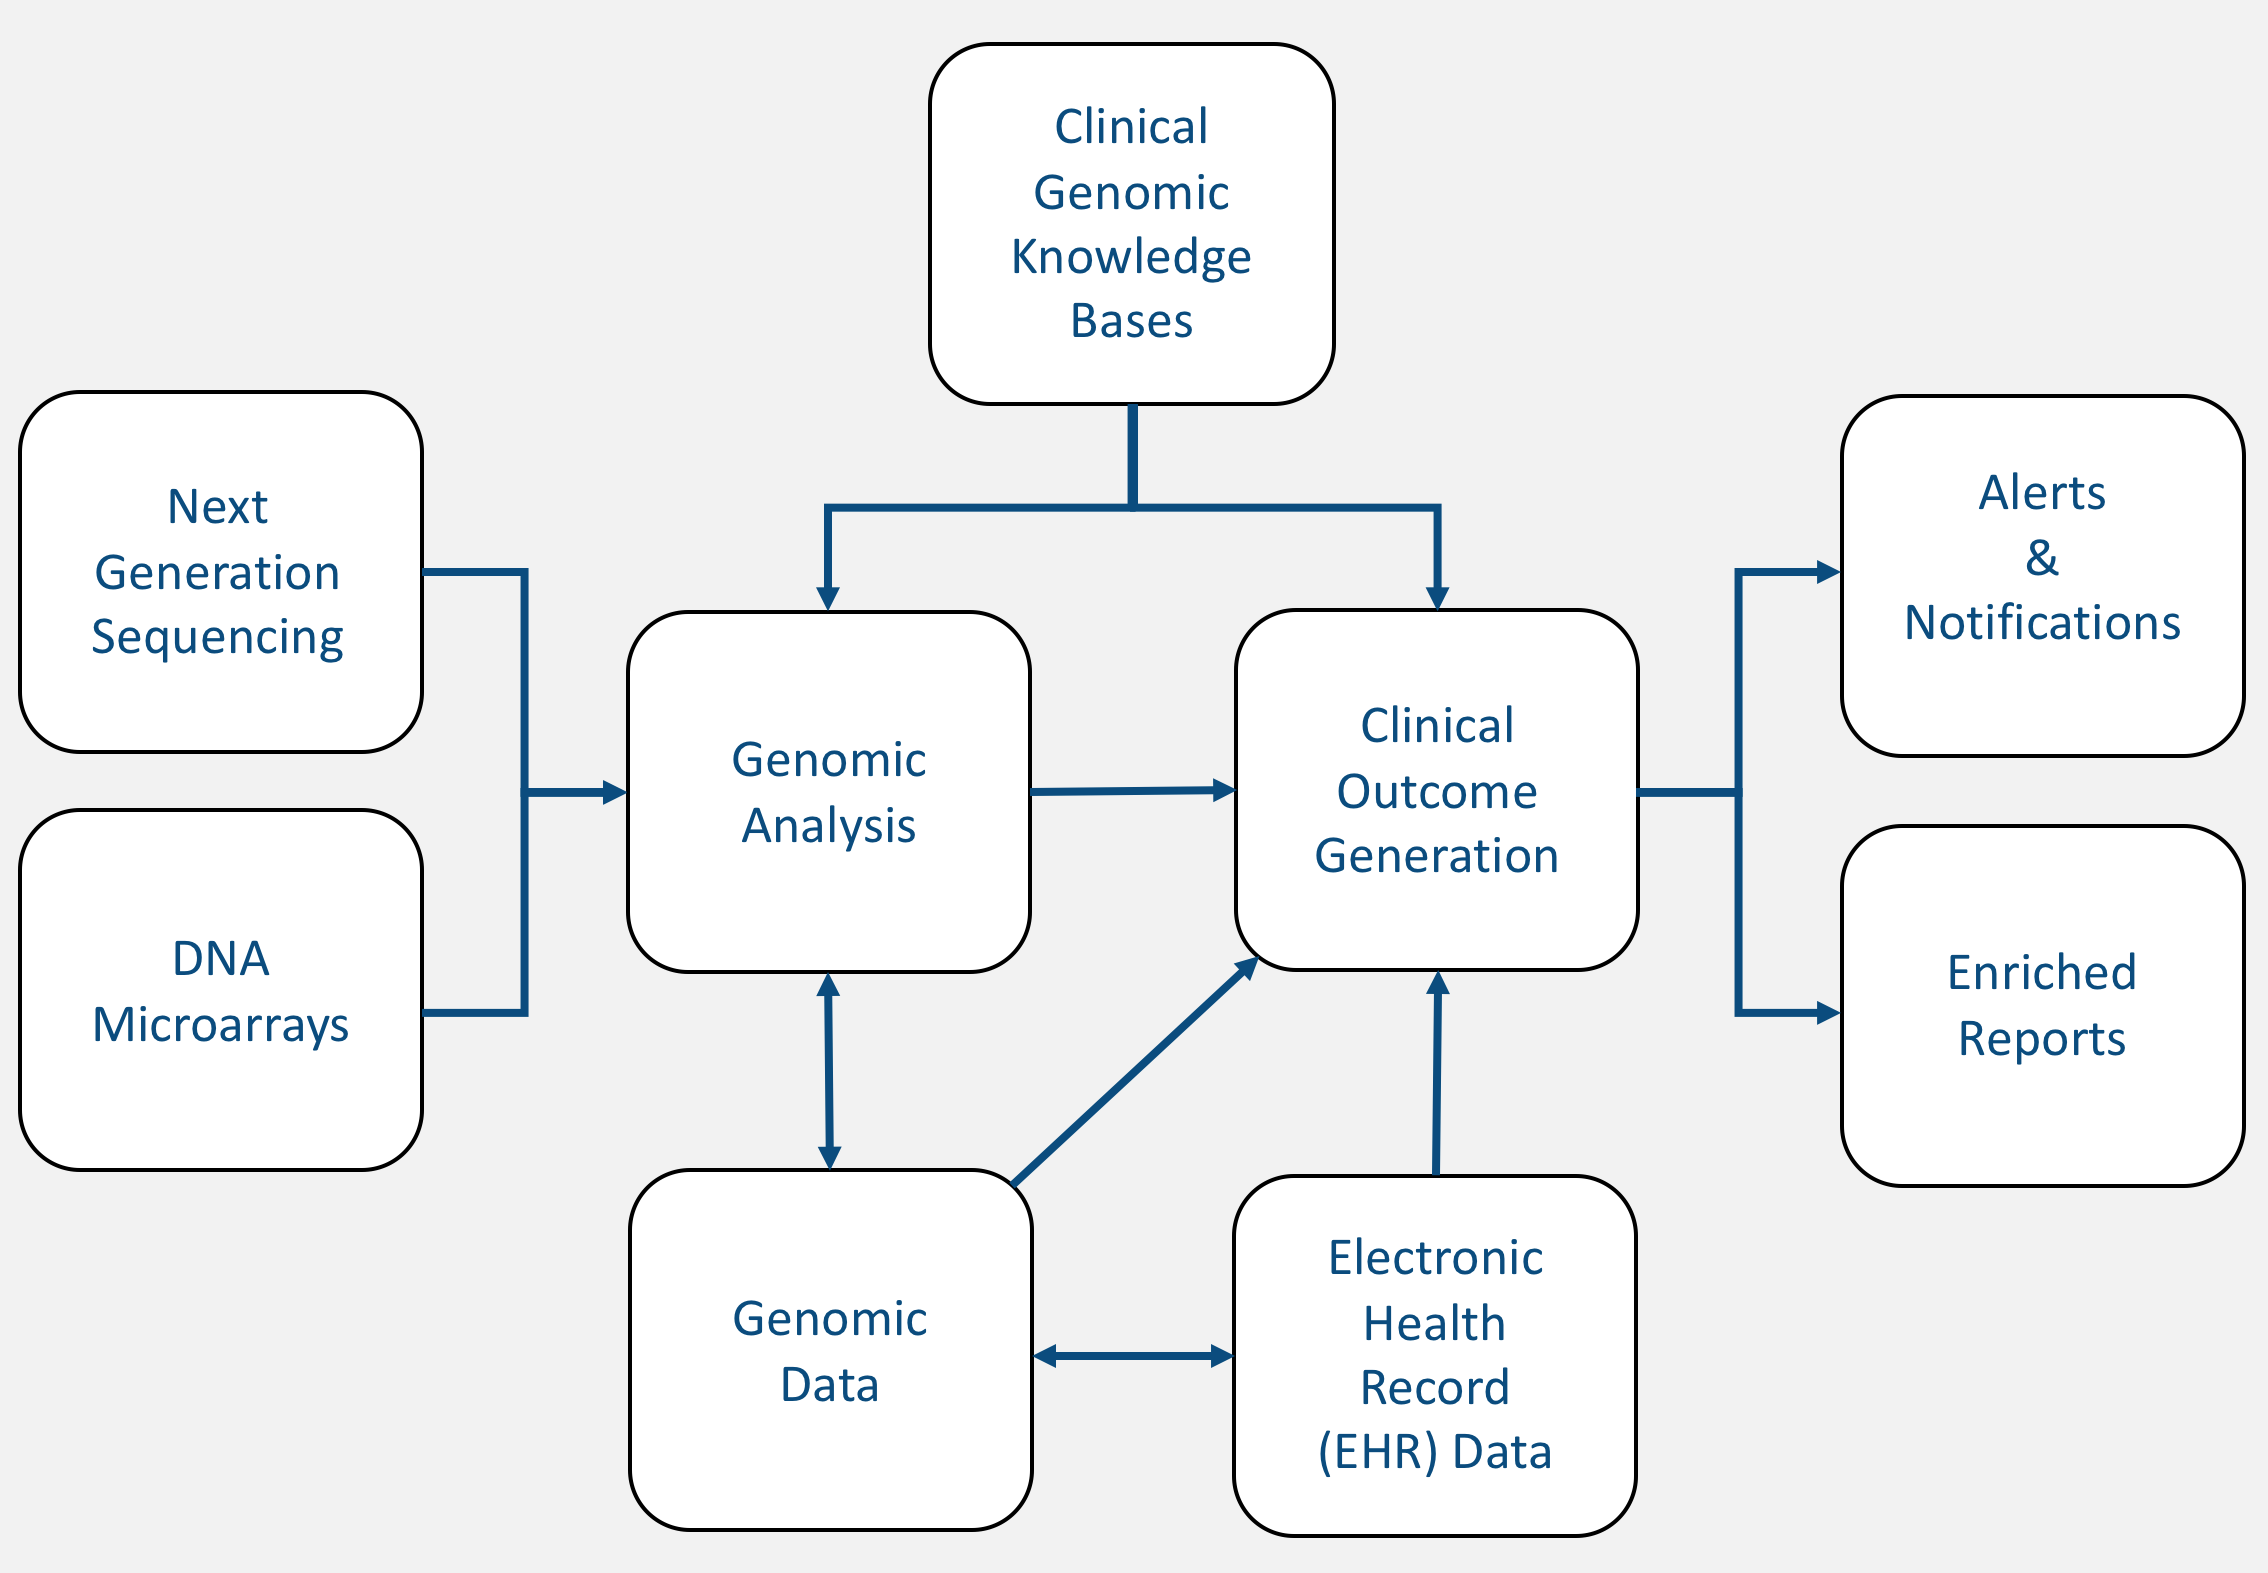 Clinical
Genomic
Knowledge
Bases
Next
Generation
Sequencing
Alerts
&
Notifications
Genomic
Analysis
Clinical
Outcome
Generation
DNA
Microarrays
Enriched
Reports
Genomic
Data
Electronic
Health
Record
(EHR) Data